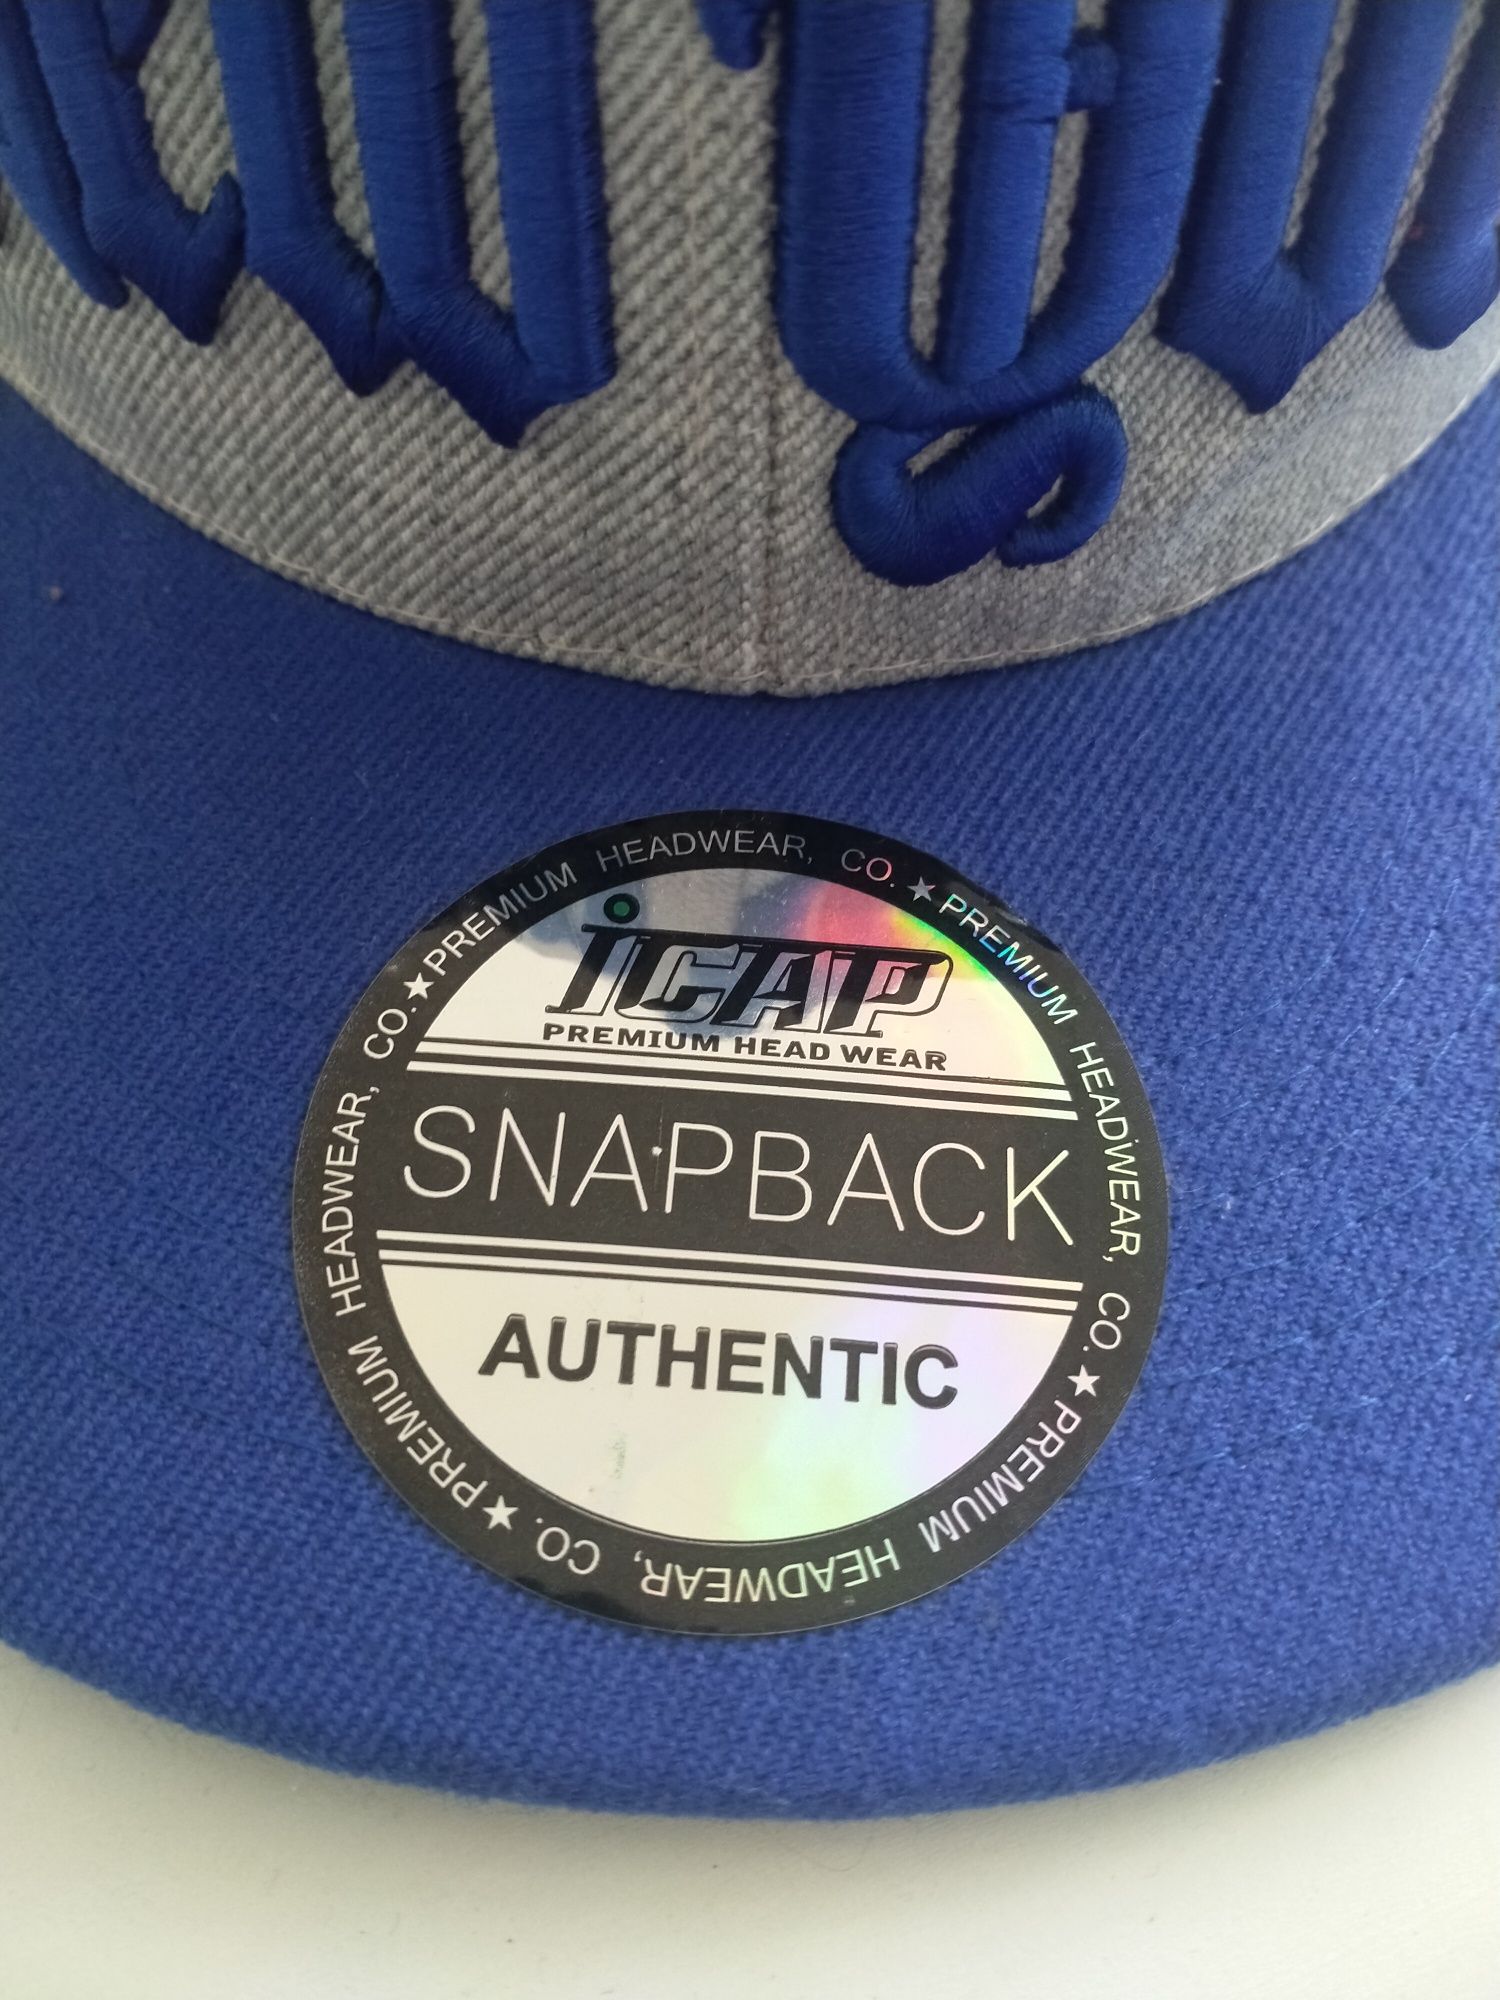 PREMIUM HEADWEAR, CO. ★ PREMIUM HEADWEAR, CO. ★ PREMIUM HEADWEAR, CO. ★ PREMIUM HEADWEAR, CO. ★
iCAP
PREMIUM HEAD WEAR
SNAPBACK
AUTHENTIC